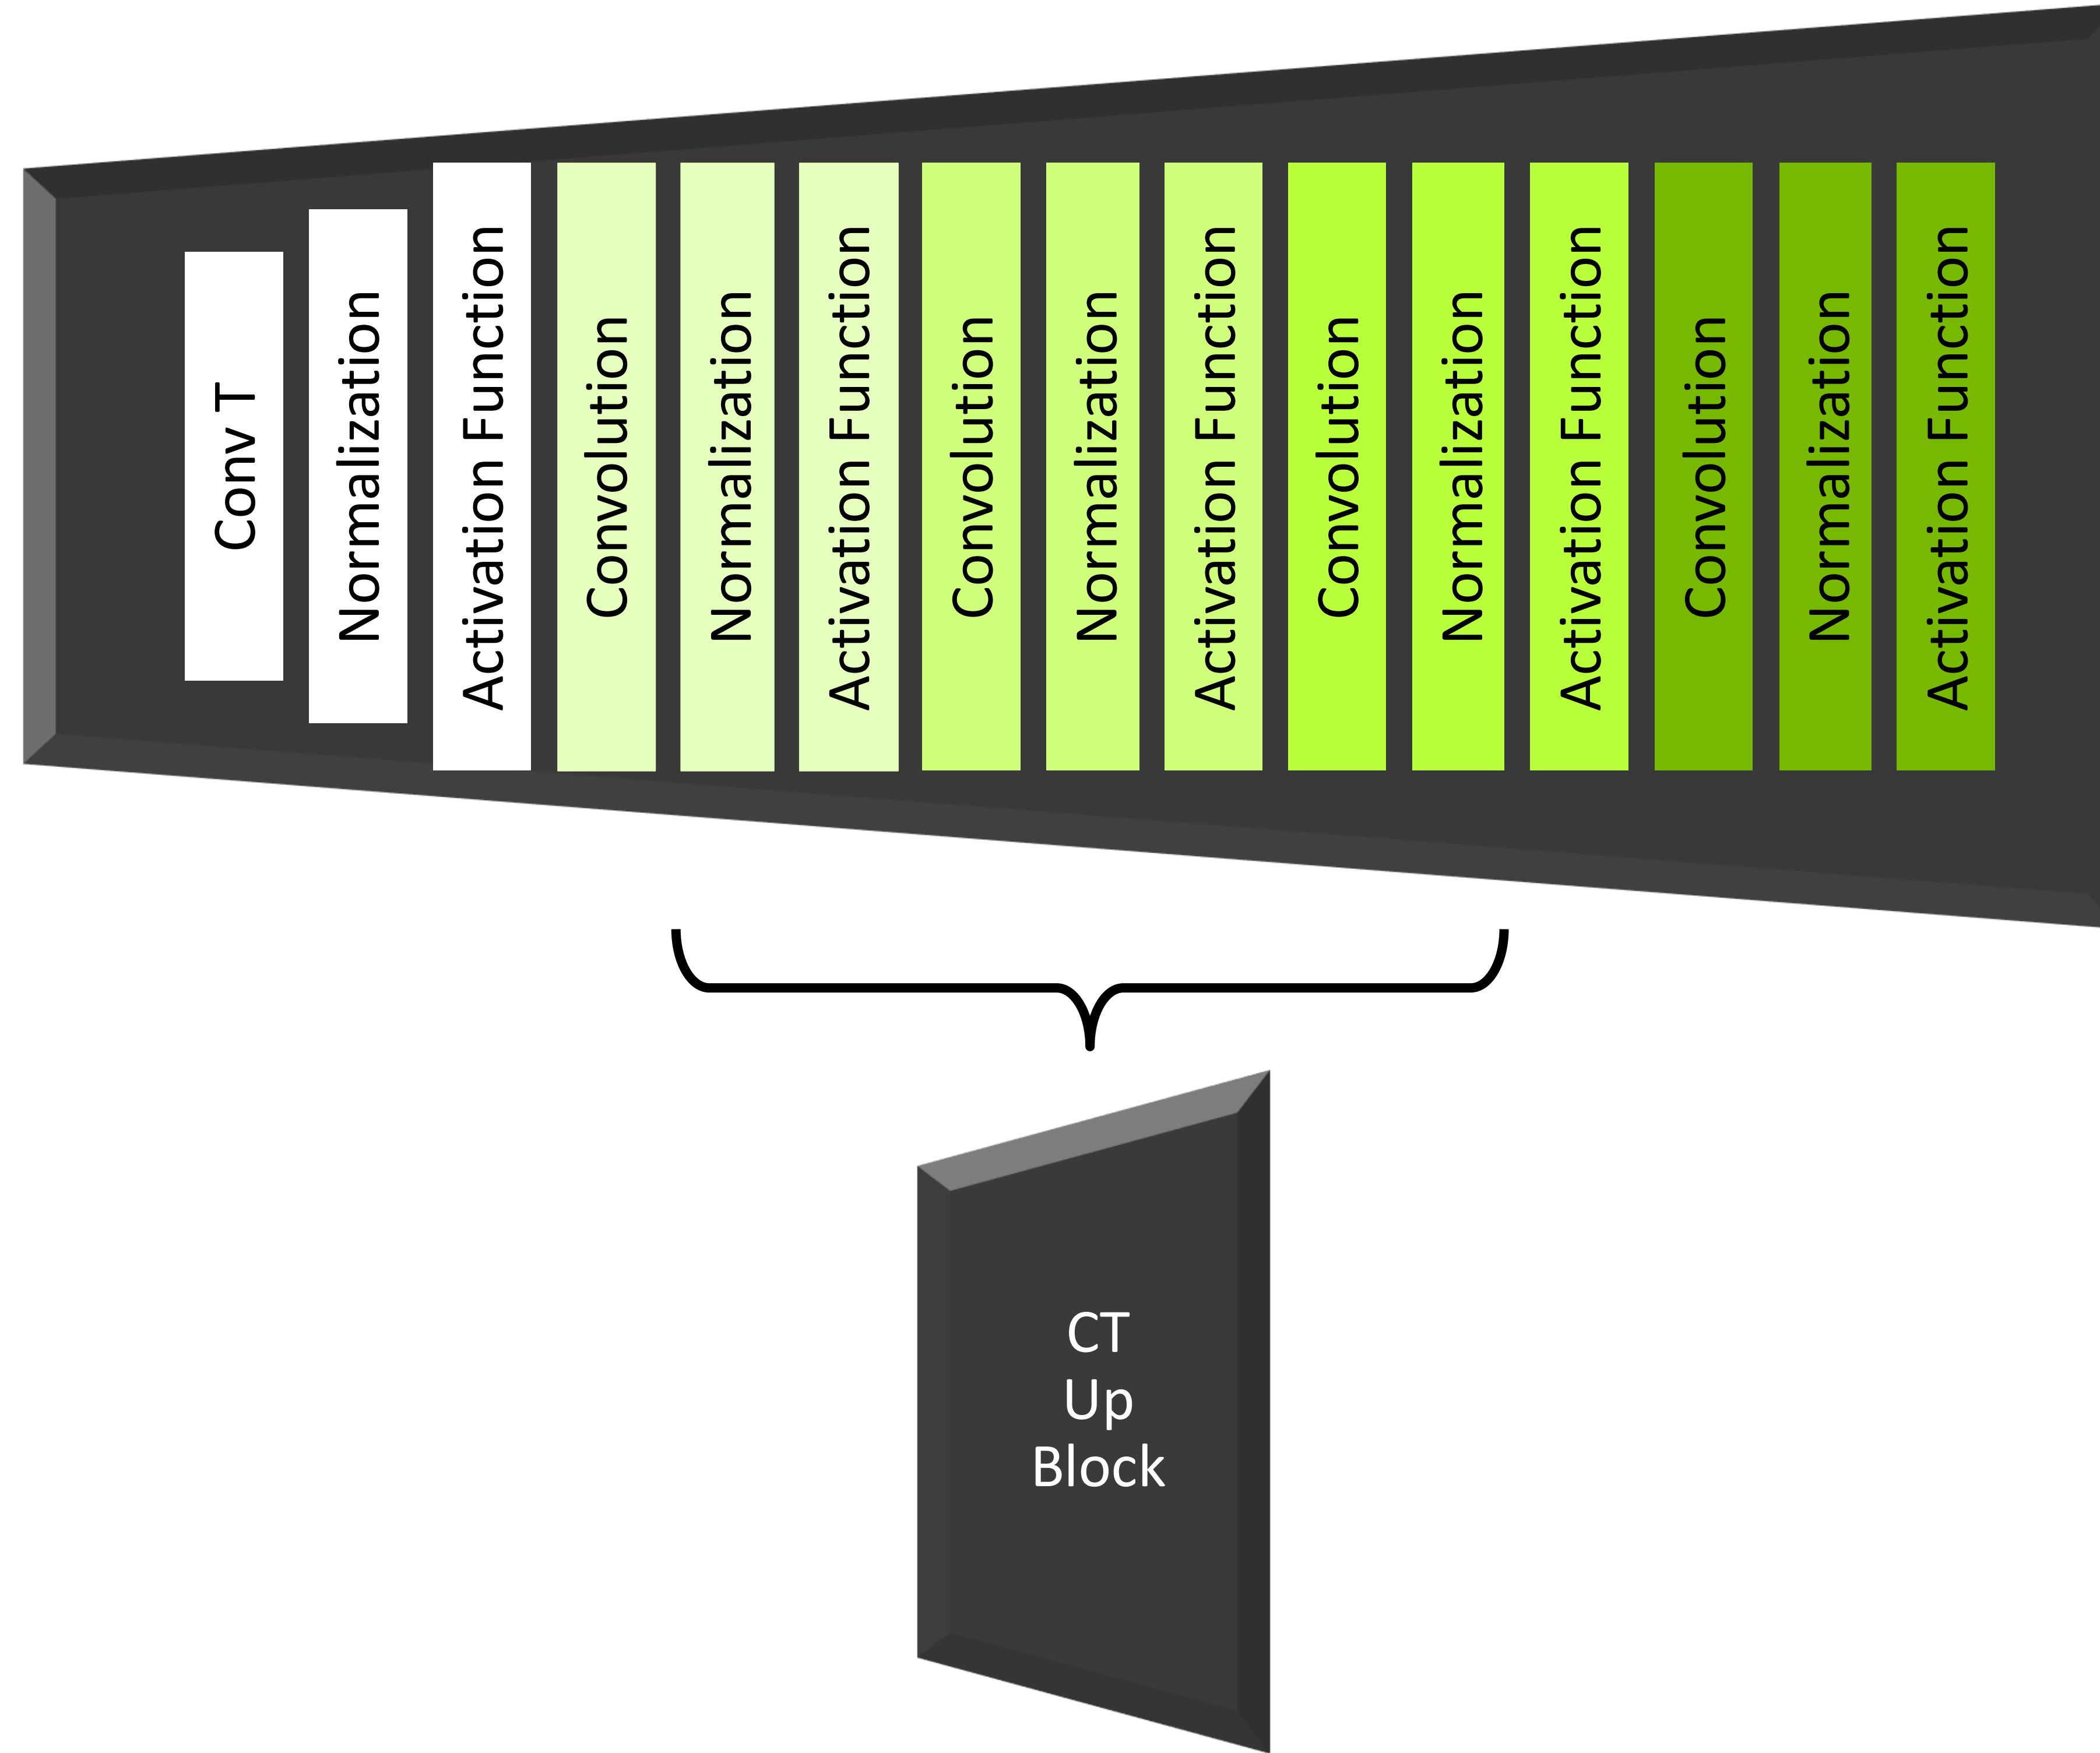 Conv T
Normalization
Activation Function
Convolution
Normalization
Activation Function
Convolution
Normalization
Activation Function
Convolution
Normalization
Activation Function
Convolution
Normalization
Activation Function
CT
Up
Block